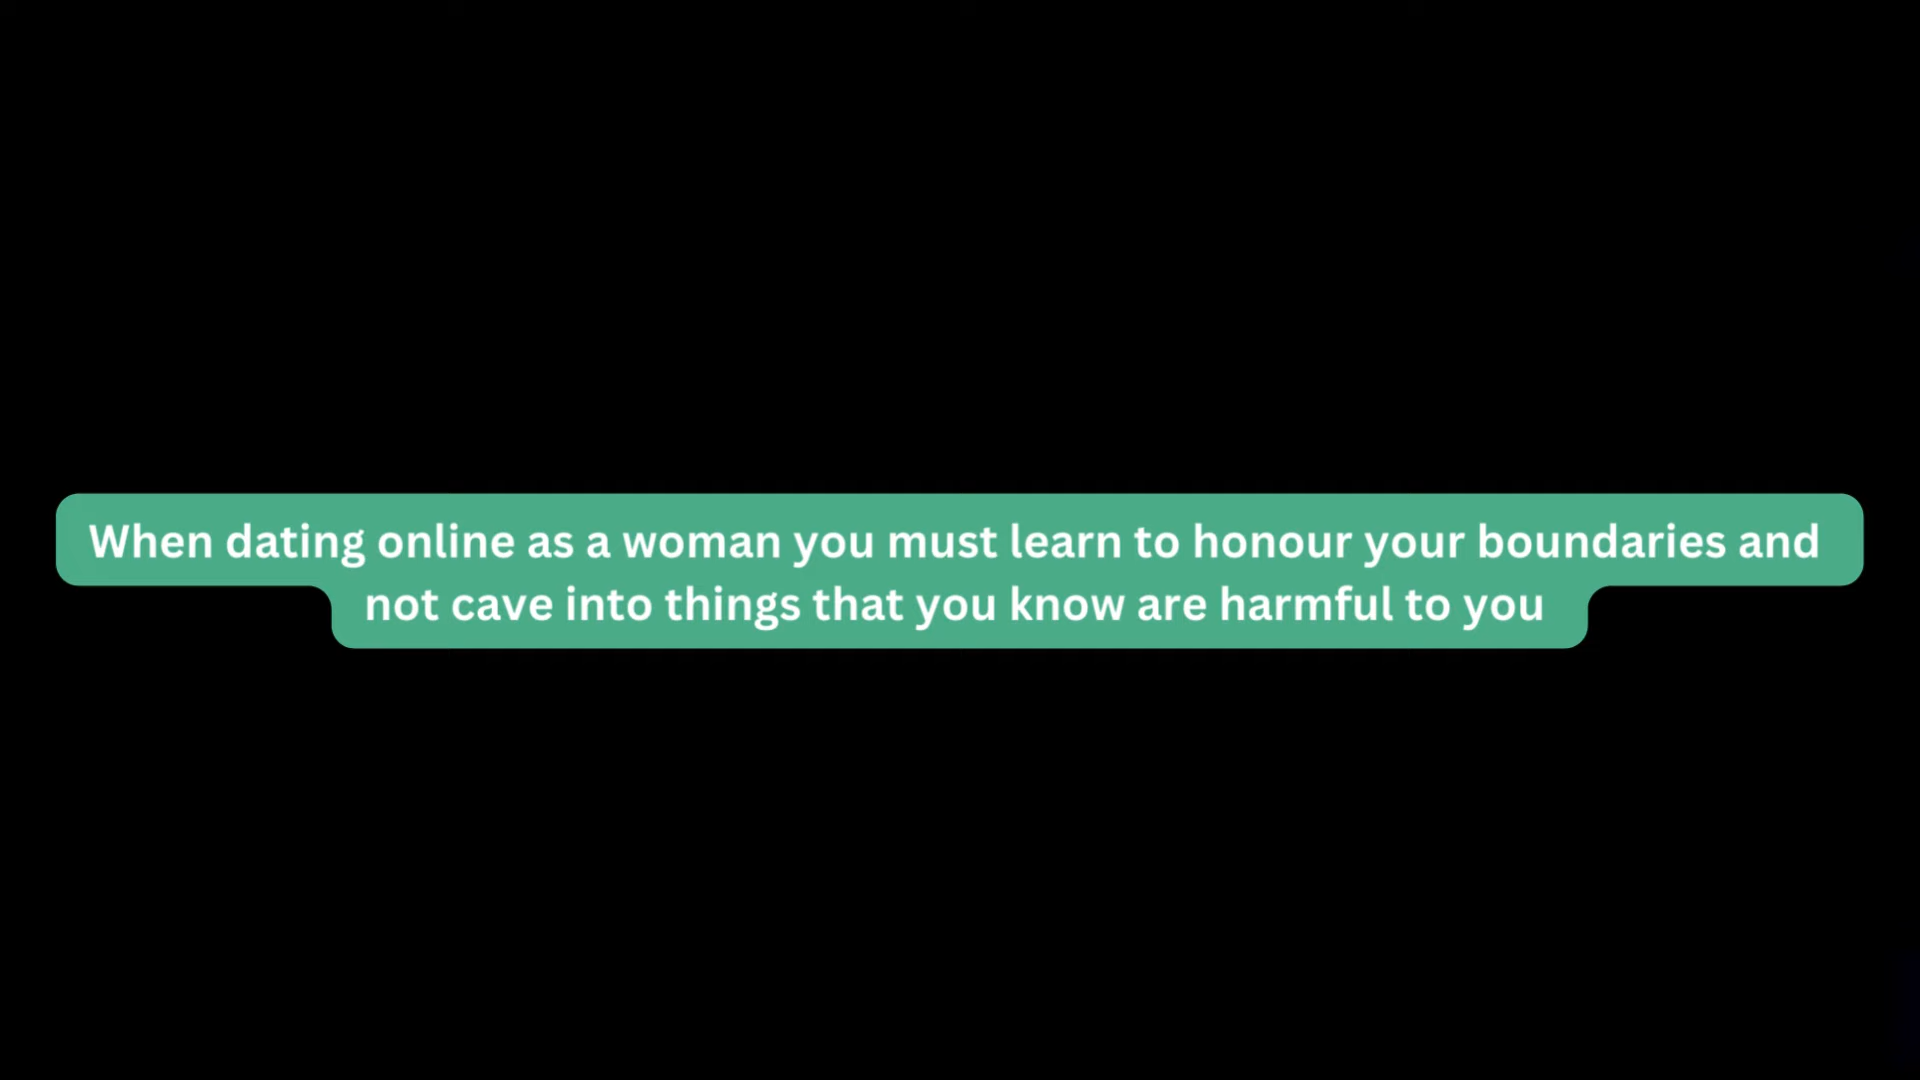 When dating online as a woman you must learn to honour your boundaries and
not cave into things that you know are harmful to you